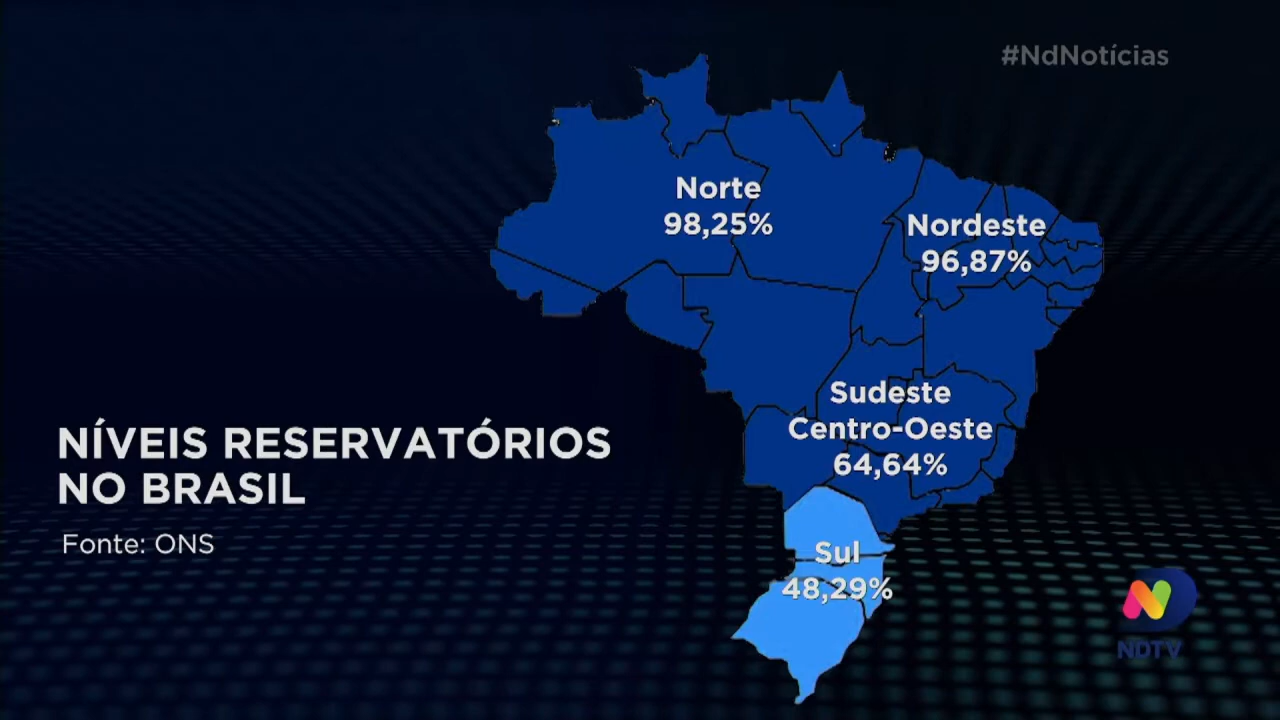 #NdNotícias
Norte
98,25%
Nordeste
96,87%
Sudeste
Centro-Oeste
64,64%
NÍVEIS RESERVATÓRIOS
NO BRASIL
Fonte: ONS
Sul
48,29%
NDTV